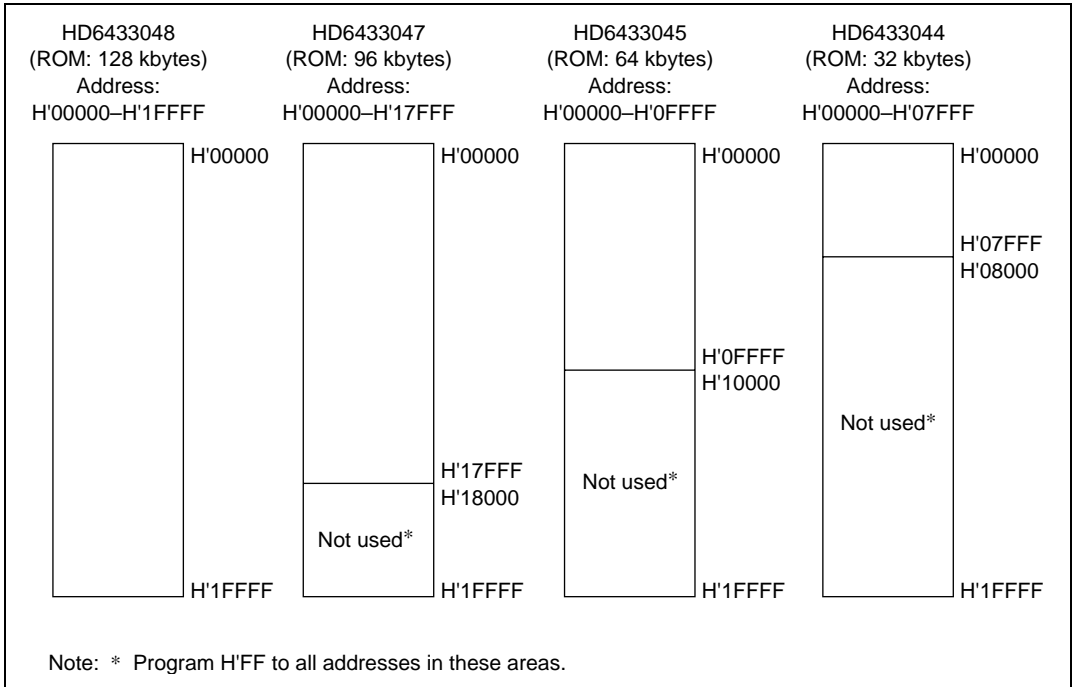 HD6433048
(ROM: 128 kbytes)
Address:
H'00000–H'1FFFF
H'00000
H'1FFFF
HD6433047
(ROM: 96 kbytes)
Address:
H'00000–H'17FFF
H'00000
H'17FFF
H'18000
Not used*
H'1FFFF
HD6433045
(ROM: 64 kbytes)
Address:
H'00000–H'0FFFF
H'00000
H'0FFFF
H'10000
Not used*
H'1FFFF
HD6433044
(ROM: 32 kbytes)
Address:
H'00000–H'07FFF
H'00000
H'07FFF
H'08000
Not used*
H'1FFFF
Note: * Program H'FF to all addresses in these areas.